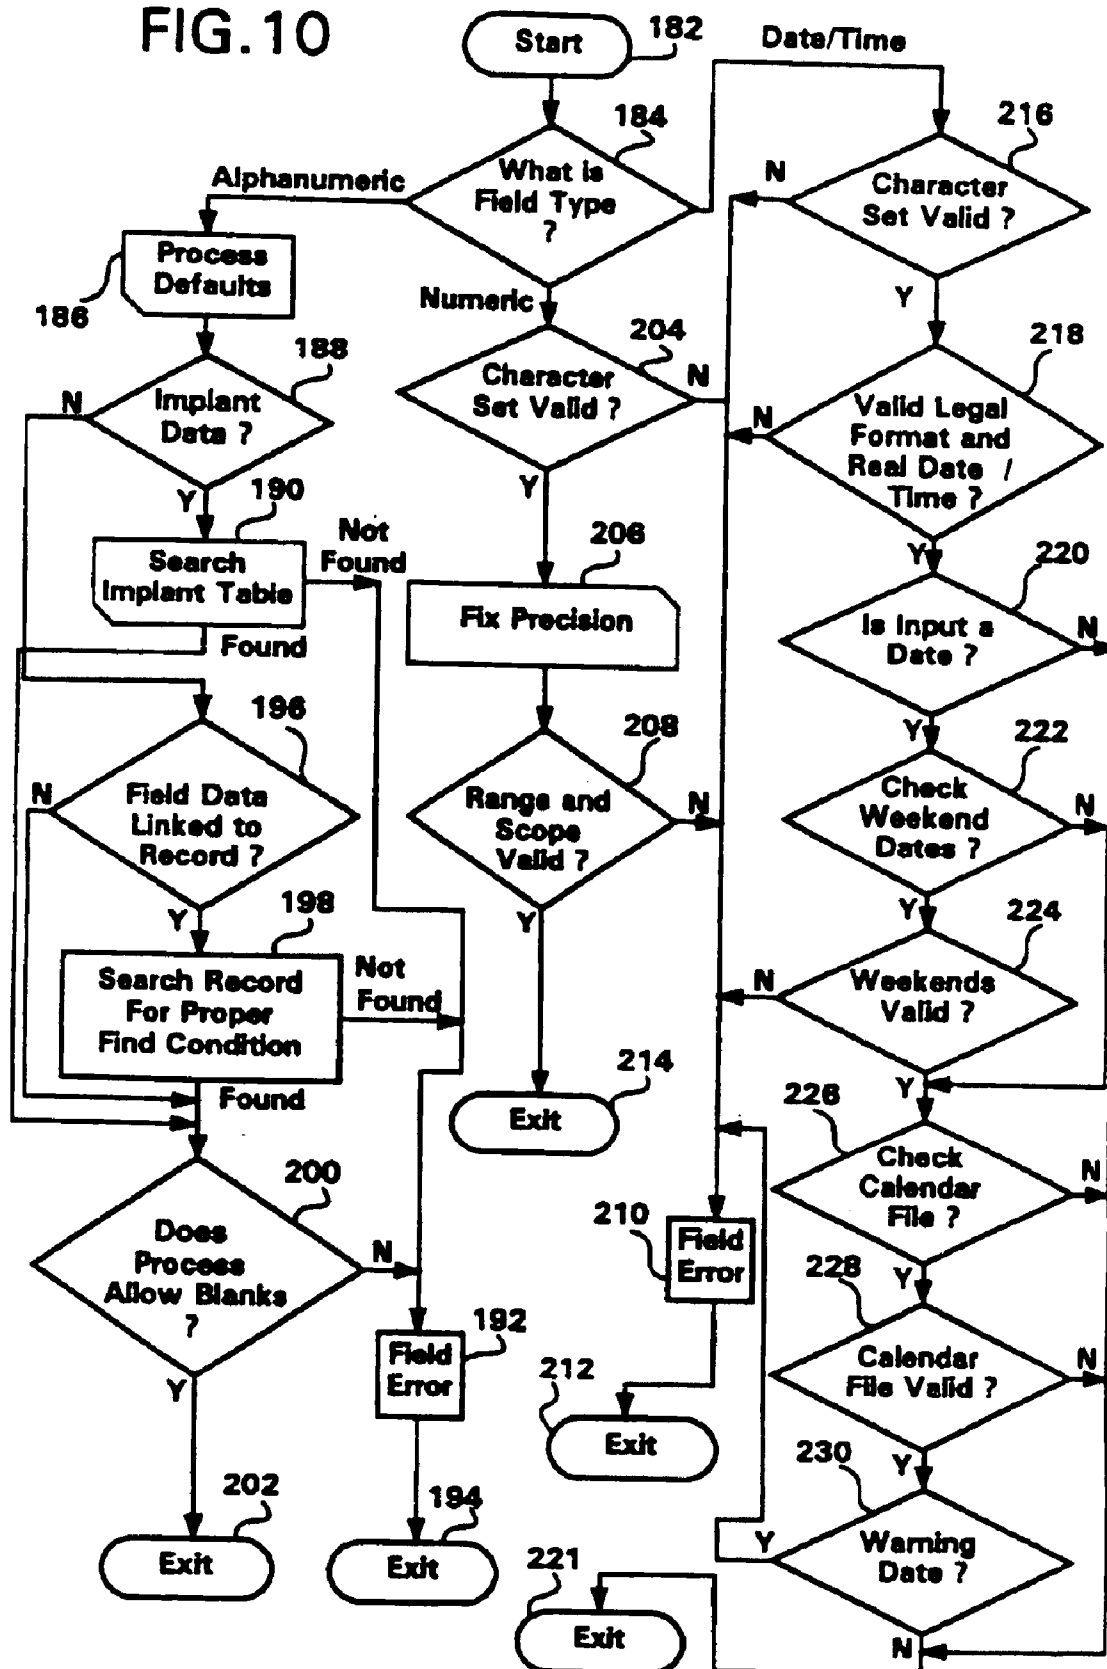 FIG.10
Start
182
Date/Time
184
What is
Field Type
?
Alphanumeric
216
Character
Set Valid ?
N
Y
Process
Defaults
186
Numeric
204
Character
Set Valid ?
N
Y
218
Valid Legal
Format and
Real Date /
Time ?
N
Y
188
Implant
Data ?
N
Y
190
Search
Implant Table
Not
Found
Found
206
Fix Precision
220
Is Input a
Date ?
N
Y
196
Field Data
Linked to
Record ?
N
Y
208
Range and
Scope
Valid ?
N
Y
222
Check
Weekend
Dates ?
N
Y
198
Search Record
For Proper
Find Condition
Not
Found
Found
224
Weekends
Valid ?
N
Y
214
Exit
226
Check
Calendar
File ?
N
Y
200
Does
Process
Allow Blanks
?
N
Y
210
Field
Error
228
Calendar
File Valid ?
N
Y
192
Field
Error
212
Exit
230
Warning
Date ?
Y
N
202
Exit
194
Exit
221
Exit